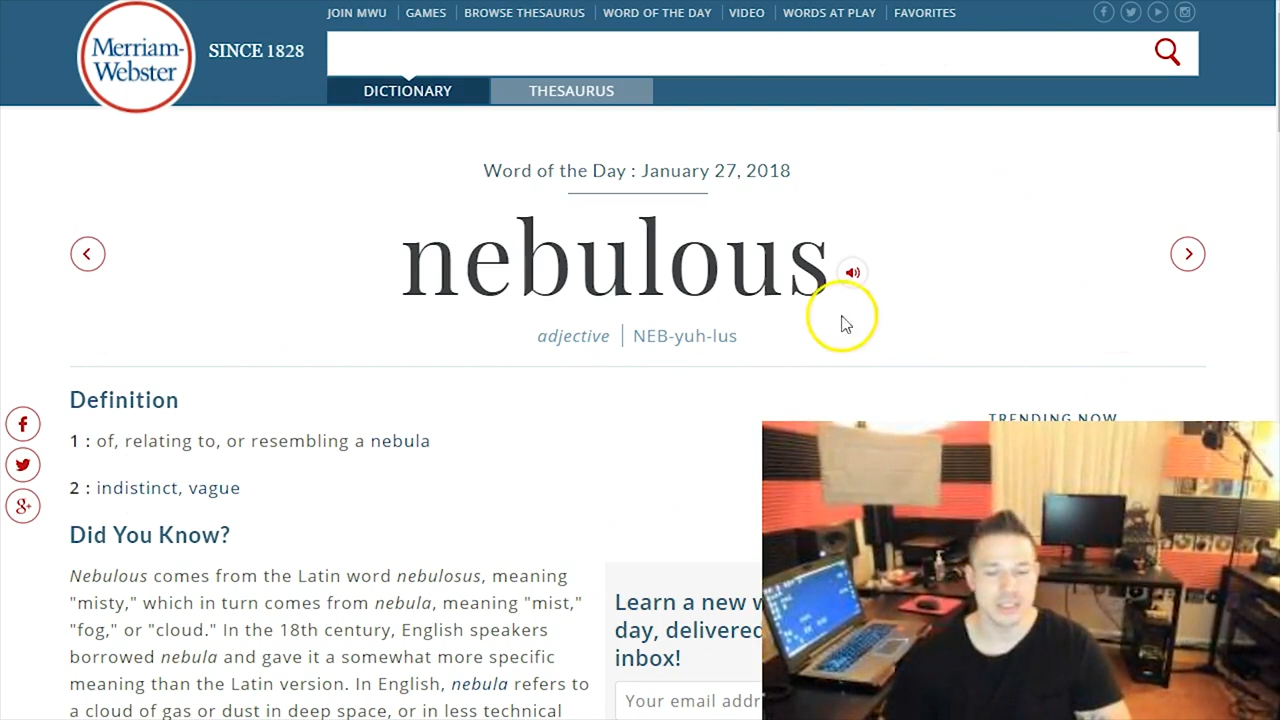 JOIN MWU GAMES BROWSE THESAURUS WORD OF THE DAY VIDEO WORDS AT PLAY FAVORITES
Merriam-
Webster
SINCE 1828
DICTIONARY THESAURUS
Word of the Day : January 27, 2018
nebulous
adjective NEB-yuh-lus
Definition
1 : of, relating to, or resembling a nebula
2 : indistinct, vague
Did You Know?
Nebulous comes from the Latin word nebulosus, meaning
"misty," which in turn comes from nebula, meaning "mist,"
"fog," or "cloud." In the 18th century, English speakers
borrowed nebula and gave it a somewhat more specific
meaning than the Latin version. In English, nebula refers to
a cloud of gas or dust in deep space, or in less technical
TRENDING NOW
Learn a new
day, delivered
inbox!
Your email